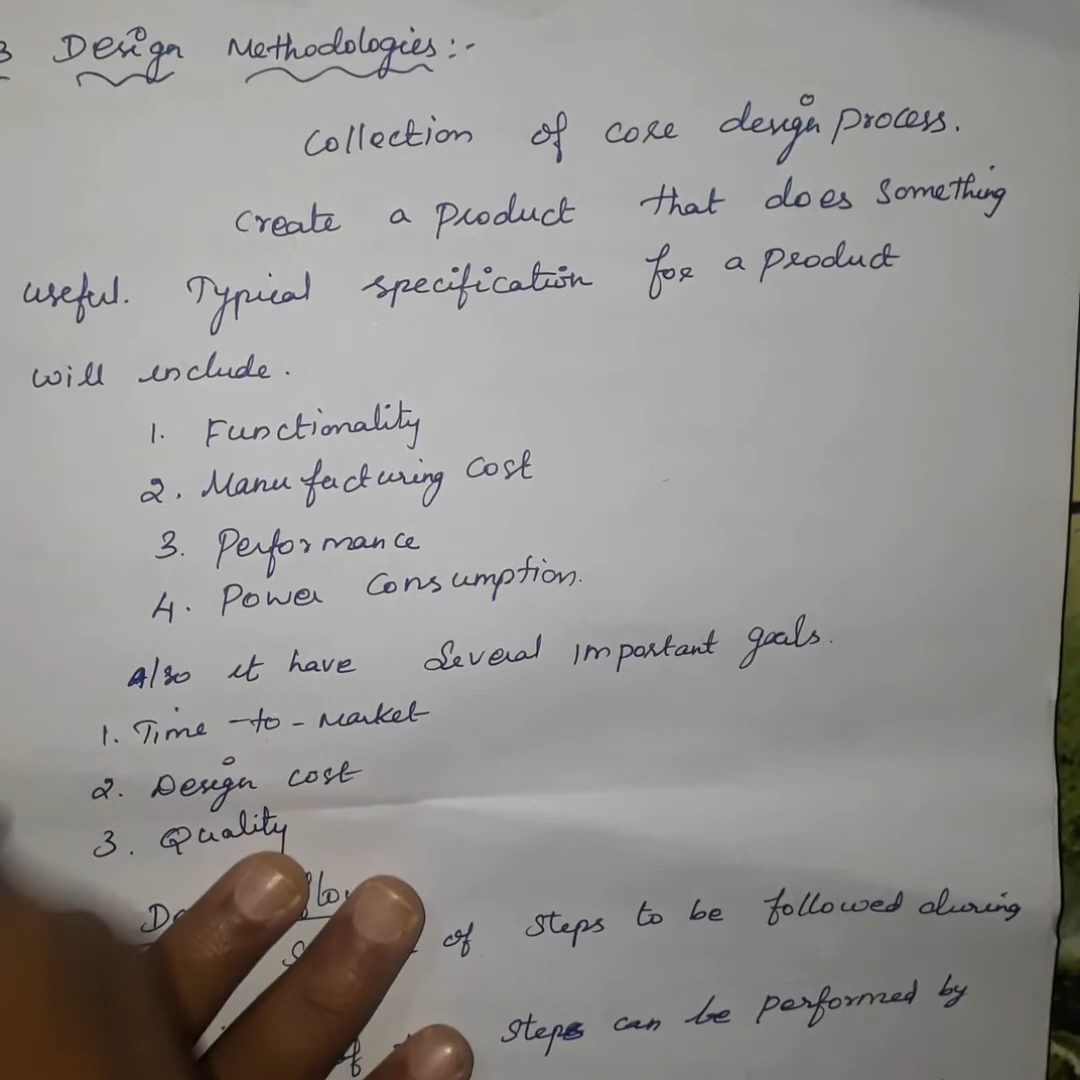 3 Design Methodologies:-
Collection of core design process.
Create a product that does something
useful. Typical specification for a product
will include.
1. Functionality
2. Manufacturing cost
3. Performance
4. Power Consumption.
Also it have several important goals.
1. Time-to-market
2. Design cost
3. Quality
of steps to be followed during
steps can be performed by